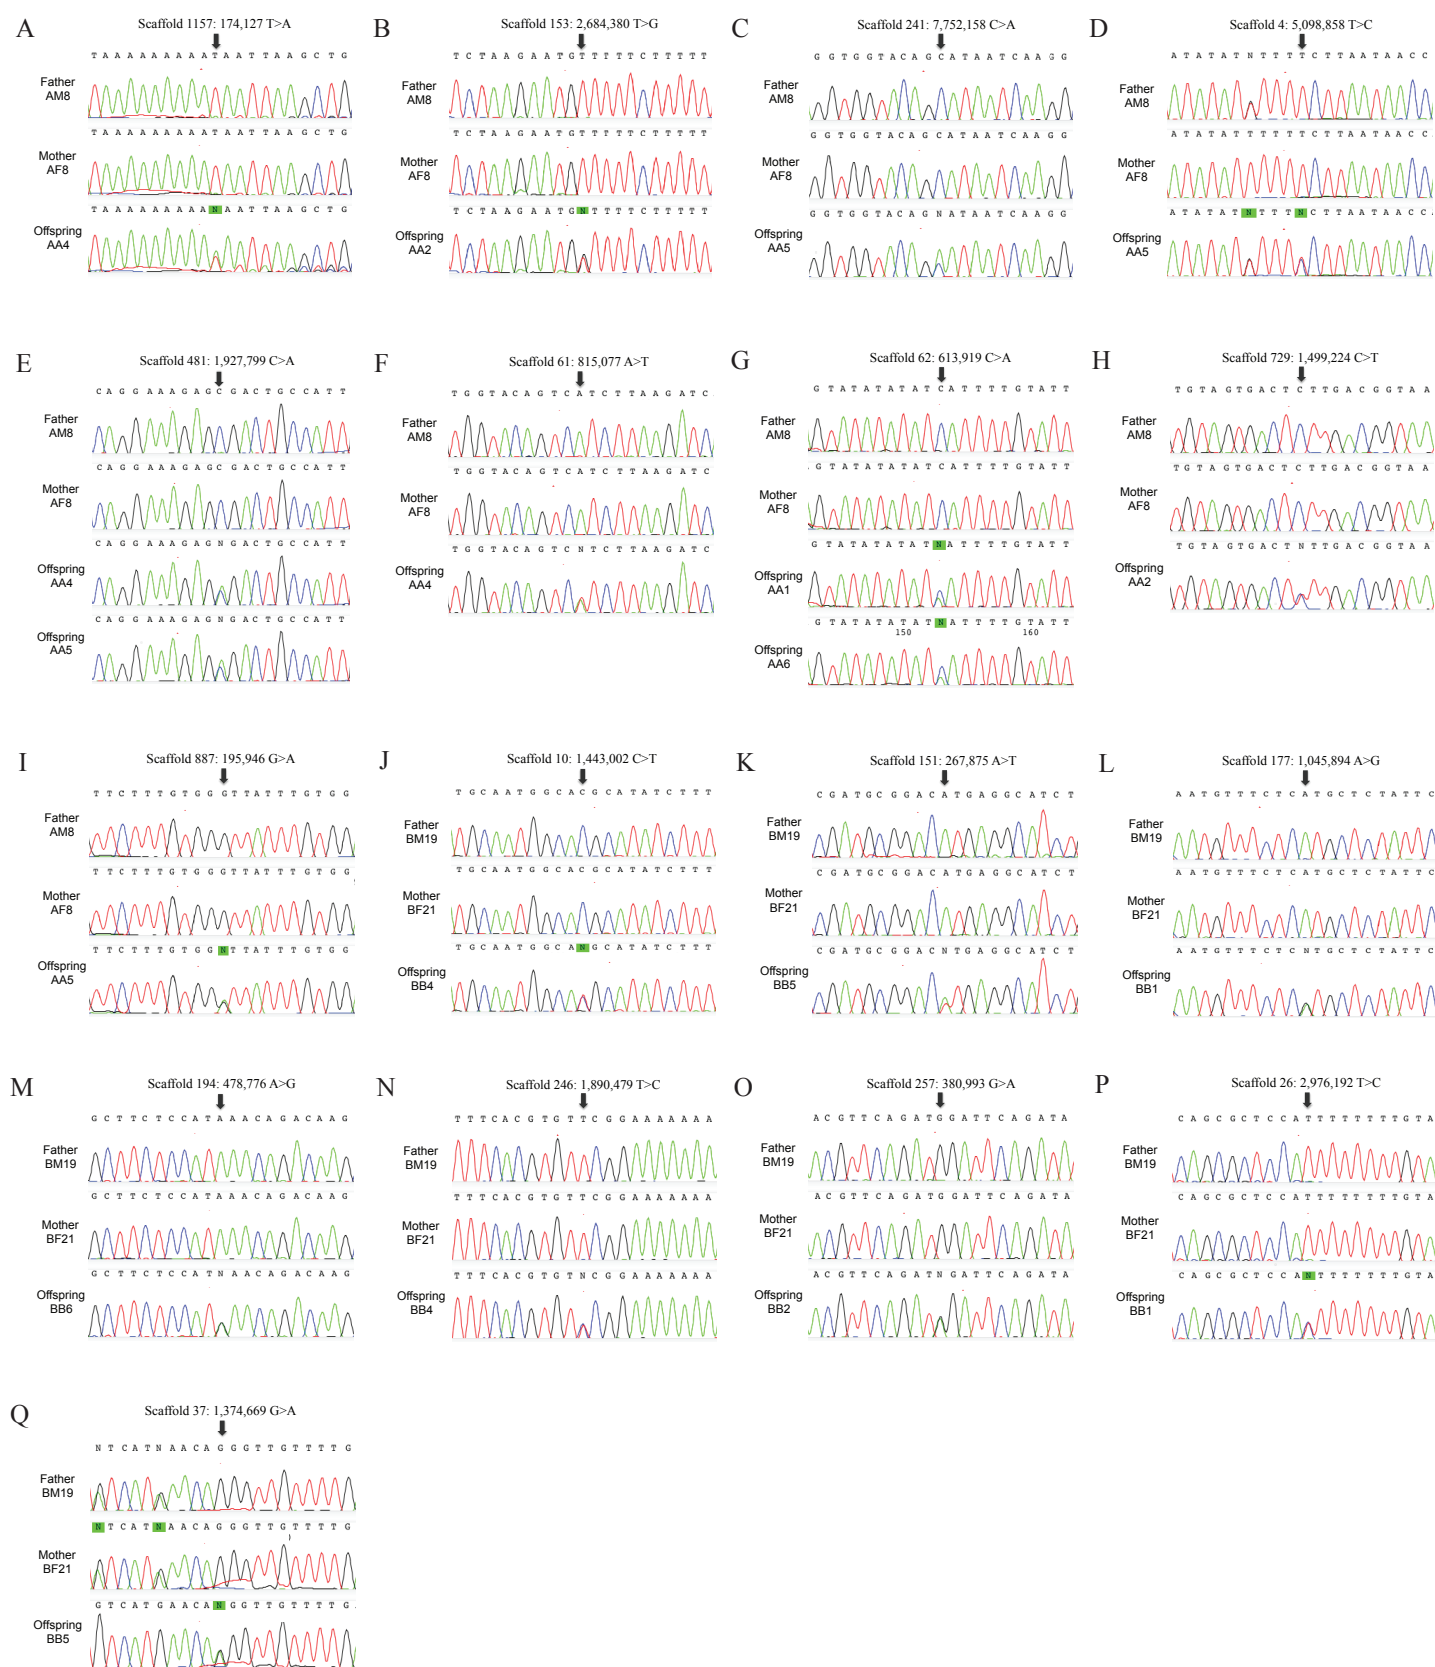 A
Scaffold 1157: 174,127 T>A
T A A A A A A A A A T A A T T A A G C T G
Father
AM8
T A A A A A A A A A T A A T T A A G C T G
Mother
AF8
T A A A A A A A A A N A A T T A A G C T G
Offspring
AA4
B
Scaffold 153: 2,684,380 T>G
T C T A A G A A T G T T T T T C T T T T T
Father
AM8
T C T A A G A A T G T T T T T C T T T T T
Mother
AF8
T C T A A G A A T G N T T T T C T T T T T
Offspring
AA2
C
Scaffold 241: 7,752,158 C>A
G G T G G T A C A G C A T A A T C A A G G
Father
AM8
G G T G G T A C A G C A T A A T C A A G G
Mother
AF8
G G T G G T A C A G N A T A A T C A A G G
Offspring
AA5
D
Scaffold 4: 5,098,858 T>C
A T A T A T N T T T T C T T A A T A A C C
Father
AM8
A T A T A T T T T T T C T T A A T A A C C
Mother
AF8
A T A T A T N T T T N C T T A A T A A C C
Offspring
AA5
E
Scaffold 481: 1,927,799 C>A
C A G G A A A G A G C G A C T G C C A T T
Father
AM8
C A G G A A A G A G C G A C T G C C A T T
Mother
AF8
C A G G A A A G A G N G A C T G C C A T T
Offspring
AA4
C A G G A A A G A G N G A C T G C C A T T
Offspring
AA5
F
Scaffold 61: 815,077 A>T
T G G T A C A G T C A T C T T A A G A T C
Father
AM8
T G G T A C A G T C A T C T T A A G A T C
Mother
AF8
T G G T A C A G T C N T C T T A A G A T C
Offspring
AA4
G
Scaffold 62: 613,919 C>A
G T A T A T A T A T C A T T T T G T A T T
Father
AM8
G T A T A T A T A T C A T T T T G T A T T
Mother
AF8
G T A T A T A T A T N A T T T T G T A T T
Offspring
AA1
G T A T A T A T A T N A T T T T G T A T T
150 160
Offspring
AA6
H
Scaffold 729: 1,499,224 C>T
T G T A G T G A C T C T T G A C G G T A A
Father
AM8
T G T A G T G A C T C T T G A C G G T A A
Mother
AF8
T G T A G T G A C T N T T G A C G G T A A
Offspring
AA2
I
Scaffold 887: 195,946 G>A
T T C T T T G T G G G T T A T T T G T G G
Father
AM8
T T C T T T G T G G G T T A T T T G T G G
Mother
AF8
T T C T T T G T G G N T T A T T T G T G G
Offspring
AA5
J
Scaffold 10: 1,443,002 C>T
T G C A A T G G C A C G C A T A T C T T T
Father
BM19
T G C A A T G G C A C G C A T A T C T T T
Mother
BF21
T G C A A T G G C A N G C A T A T C T T T
Offspring
BB4
K
Scaffold 151: 267,875 A>T
C G A T G C G G A C A T G A G G C A T C T
Father
BM19
C G A T G C G G A C A T G A G G C A T C T
Mother
BF21
C G A T G C G G A C N T G A G G C A T C T
Offspring
BB5
L
Scaffold 177: 1,045,894 A>G
A A T G T T T C T C A T G C T C T A T T C
Father
BM19
A A T G T T T C T C A T G C T C T A T T C
Mother
BF21
A A T G T T T C T C N T G C T C T A T T C
Offspring
BB1
M
Scaffold 194: 478,776 A>G
G C T T C T C C A T A A A C A G A C A A G
Father
BM19
G C T T C T C C A T A A A C A G A C A A G
Mother
BF21
G C T T C T C C A T N A A C A G A C A A G
Offspring
BB6
N
Scaffold 246: 1,890,479 T>C
T T T C A C G T G T T C G G A A A A A A A
Father
BM19
T T T C A C G T G T T C G G A A A A A A A
Mother
BF21
T T T C A C G T G T N C G G A A A A A A A
Offspring
BB4
O
Scaffold 257: 380,993 G>A
A C G T T C A G A T G G A T T C A G A T A
Father
BM19
A C G T T C A G A T G G A T T C A G A T A
Mother
BF21
A C G T T C A G A T N G A T T C A G A T A
Offspring
BB2
P
Scaffold 26: 2,976,192 T>C
C A G C G C T C C A T T T T T T T T G T A
Father
BM19
C A G C G C T C C A T T T T T T T T G T A
Mother
BF21
C A G C G C T C C A N T T T T T T T G T A
Offspring
BB1
Q
Scaffold 37: 1,374,669 G>A
N T C A T N A A C A G G G T T G T T T T G
Father
BM19
N T C A T N A A C A G G G T T G T T T T G
Mother
BF21
G T C A T G A A C A N G G T T G T T T T G
Offspring
BB5